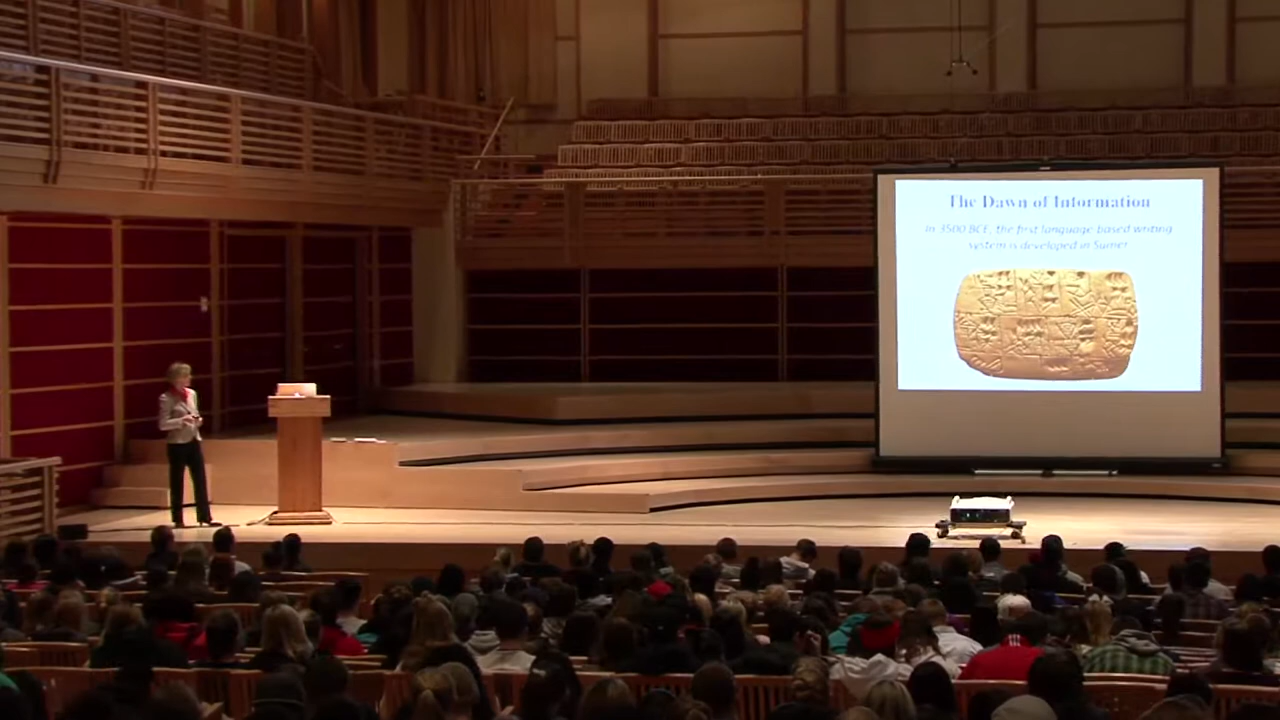 The Dawn of Information
In 3500 BCE, the first language based writing
system is developed in Sumer